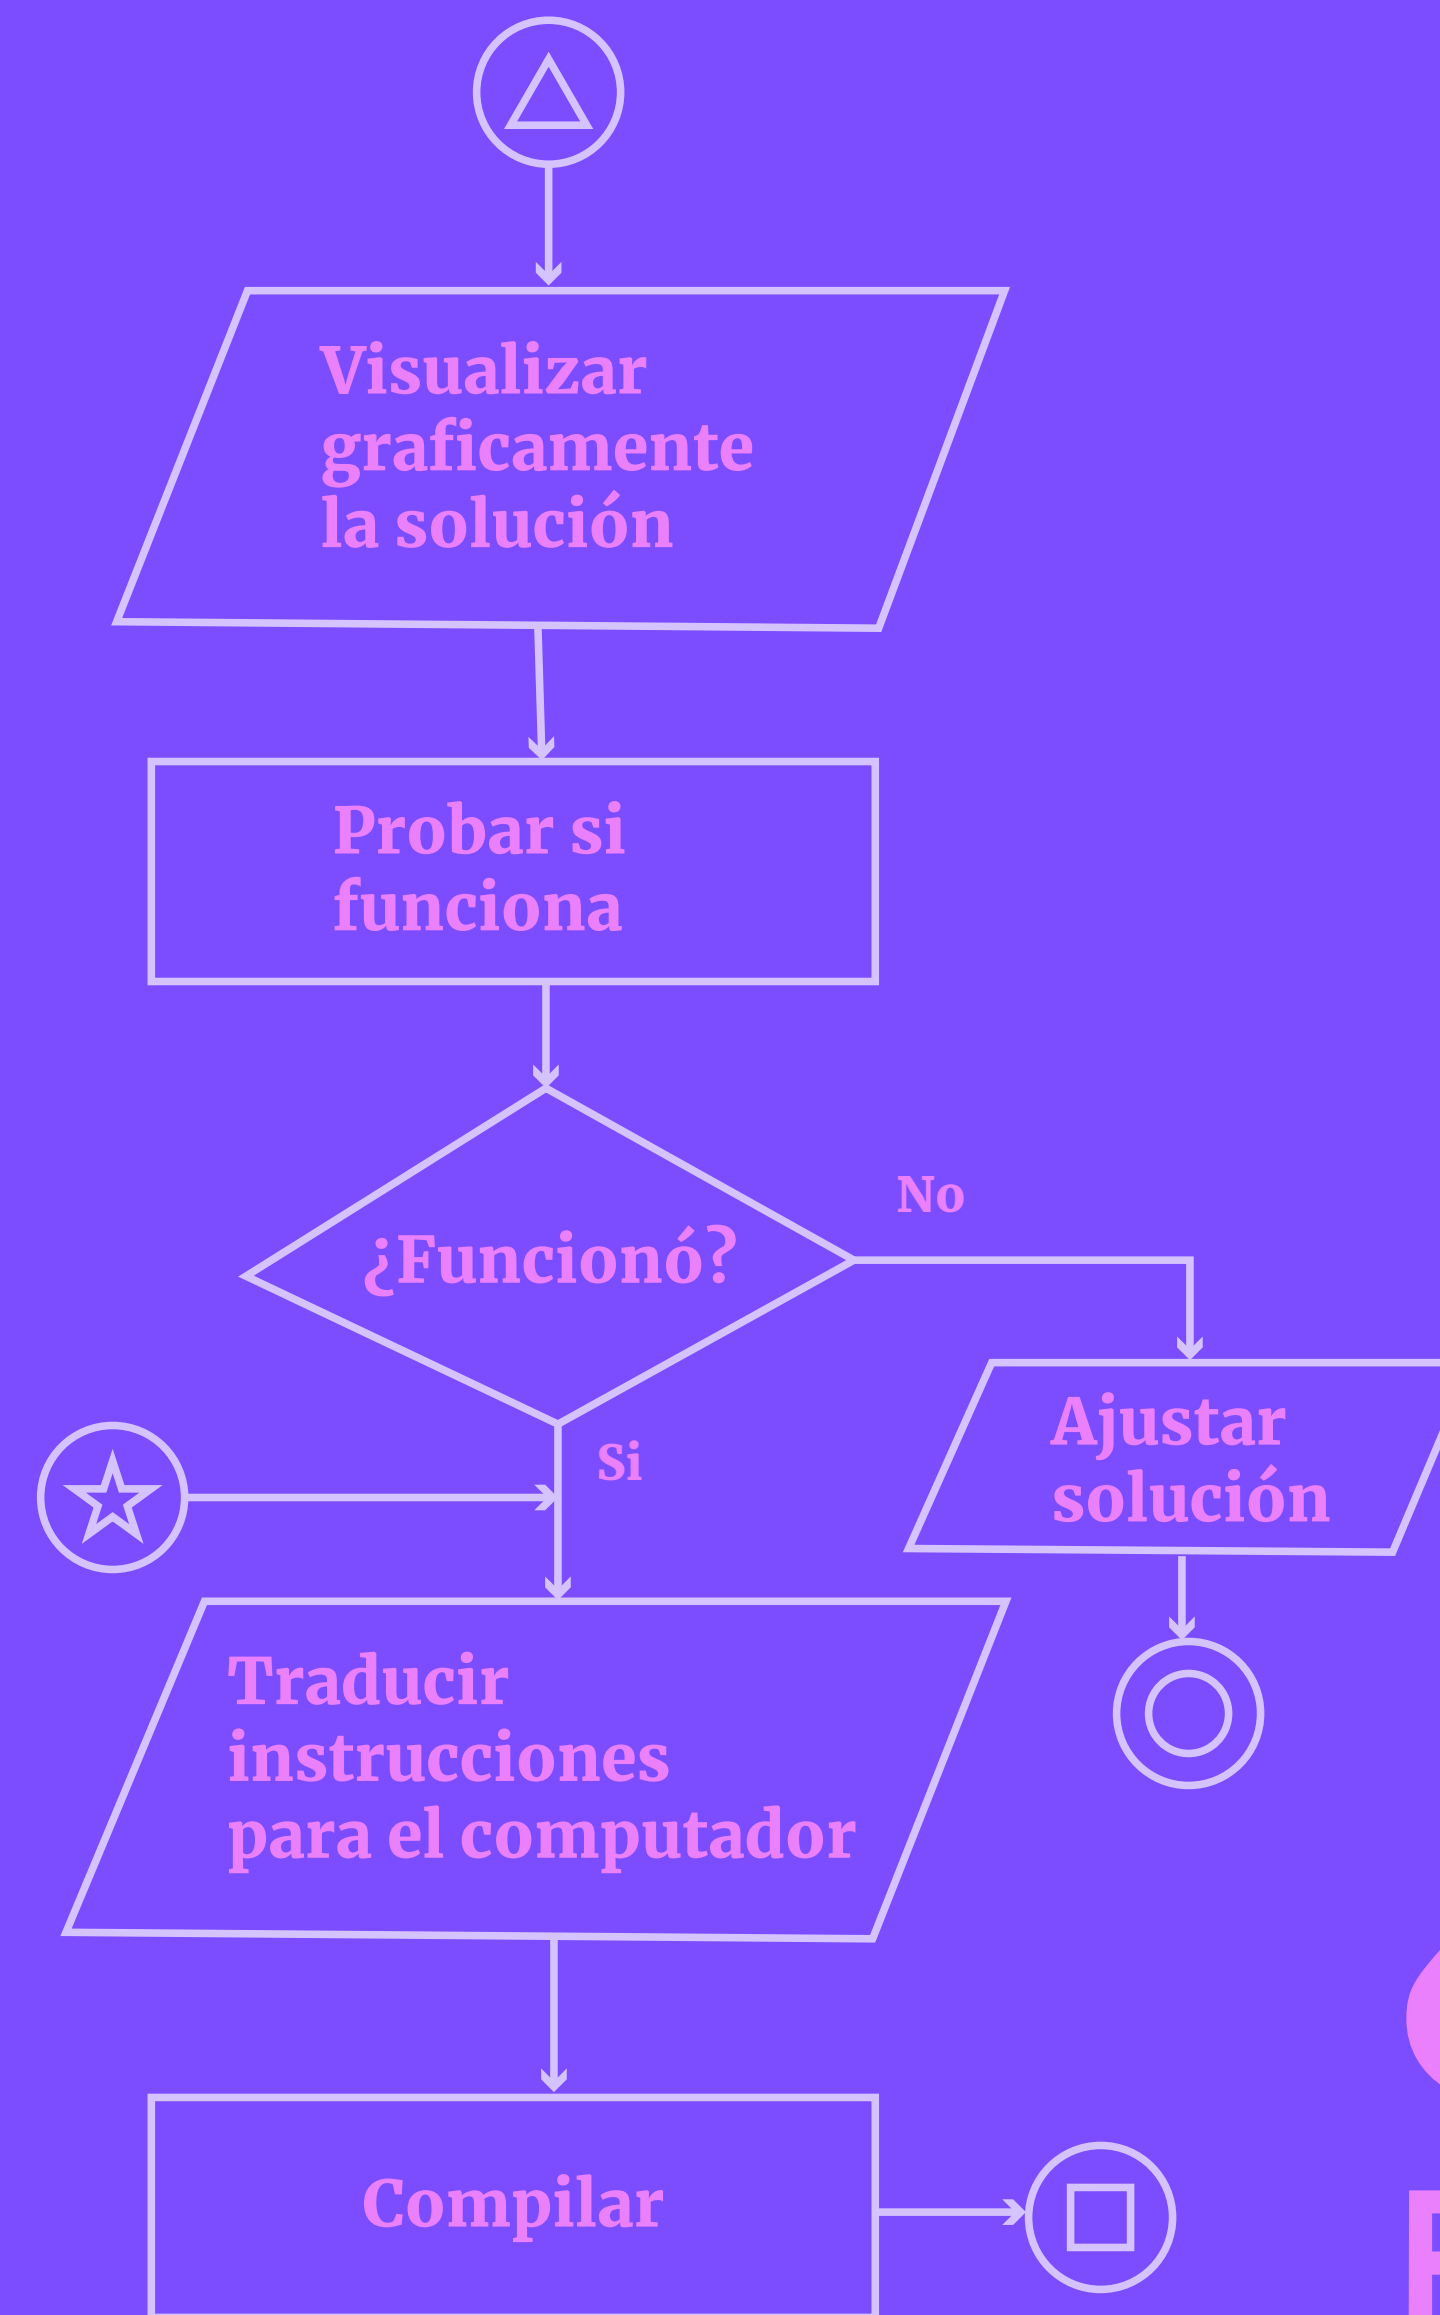 Visualizar
graficamente
la solución
Probar si
funciona
¿Funcionó?
No
Si
Ajustar
solución
Traducir
instrucciones
para el computador
Compilar